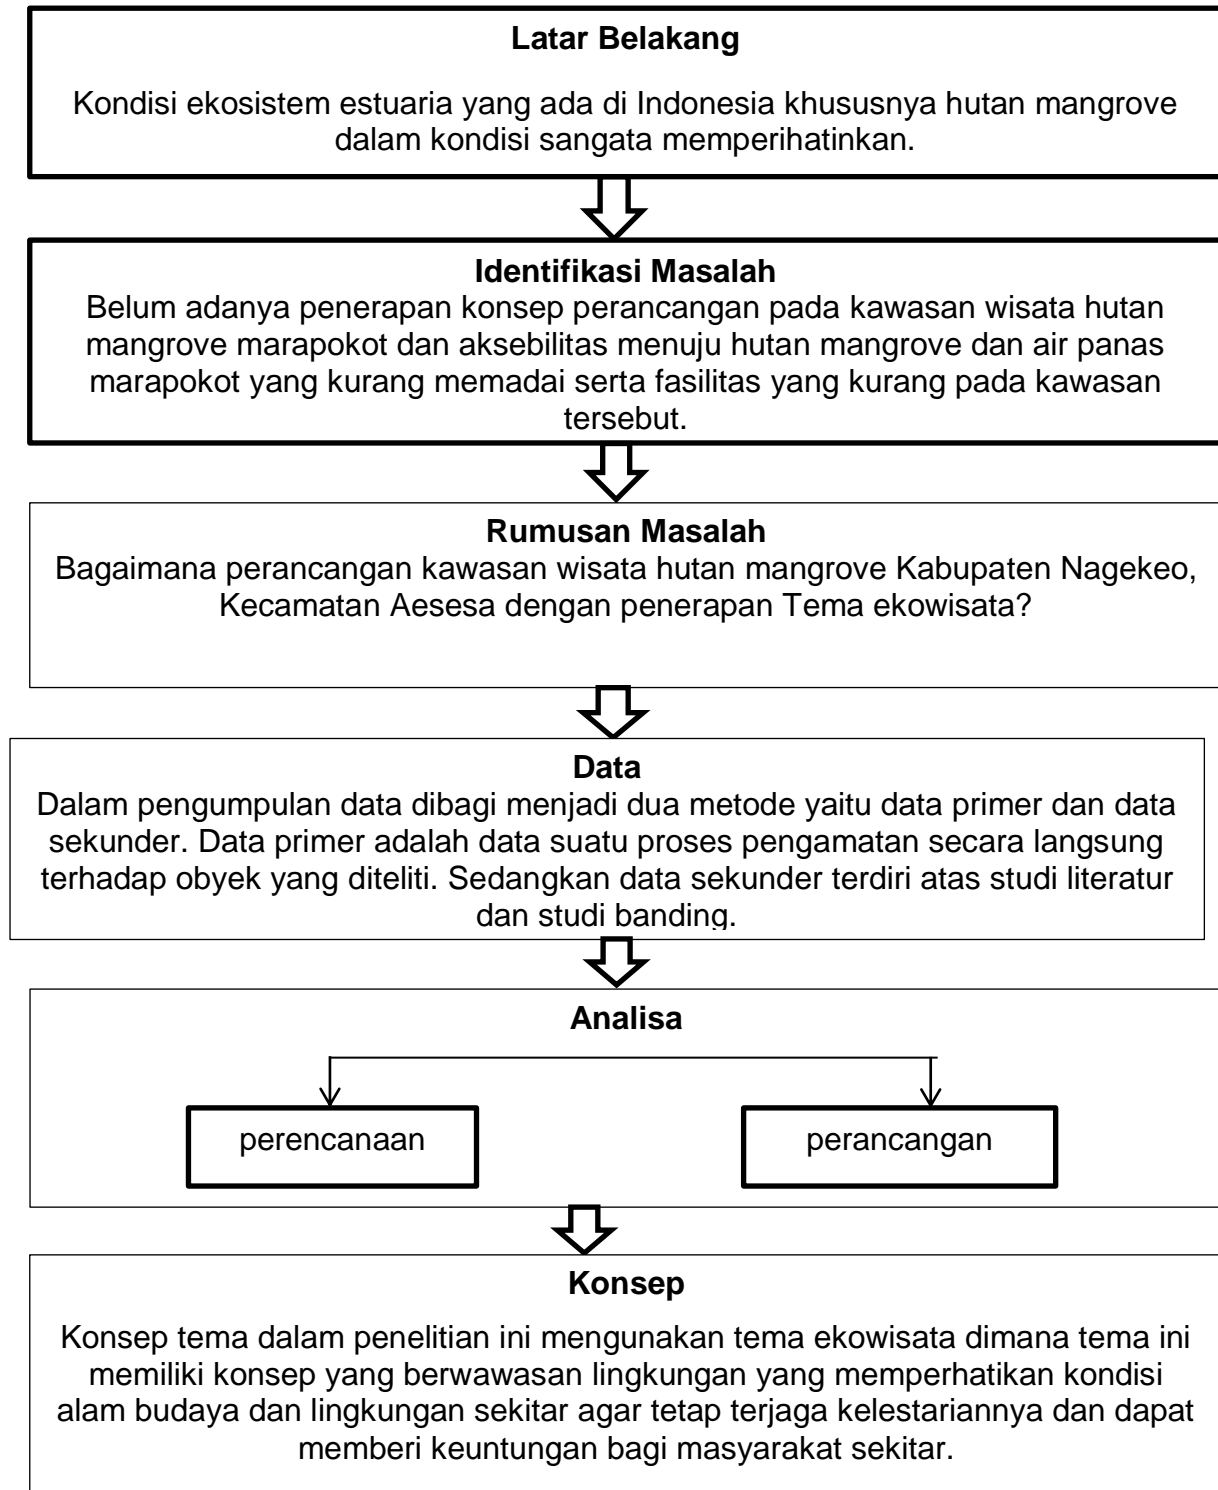 Latar Belakang
Kondisi ekosistem estuaria yang ada di Indonesia khususnya hutan mangrove
dalam kondisi sangata memperihatinkan.
Identifikasi Masalah
Belum adanya penerapan konsep perancangan pada kawasan wisata hutan
mangrove marapokot dan aksebilitas menuju hutan mangrove dan air panas
marapokot yang kurang memadai serta fasilitas yang kurang pada kawasan
tersebut.
Rumusan Masalah
Bagaimana perancangan kawasan wisata hutan mangrove Kabupaten Nagekeo,
Kecamatan Aesesa dengan penerapan Tema ekowisata?
Data
Dalam pengumpulan data dibagi menjadi dua metode yaitu data primer dan data
sekunder. Data primer adalah data suatu proses pengamatan secara langsung
terhadap obyek yang diteliti. Sedangkan data sekunder terdiri atas studi literatur
dan studi banding.
Analisa
perencanaan
perancangan
Konsep
Konsep tema dalam penelitian ini mengunakan tema ekowisata dimana tema ini
memiliki konsep yang berwawasan lingkungan yang memperhatikan kondisi
alam budaya dan lingkungan sekitar agar tetap terjaga kelestariannya dan dapat
memberi keuntungan bagi masyarakat sekitar.